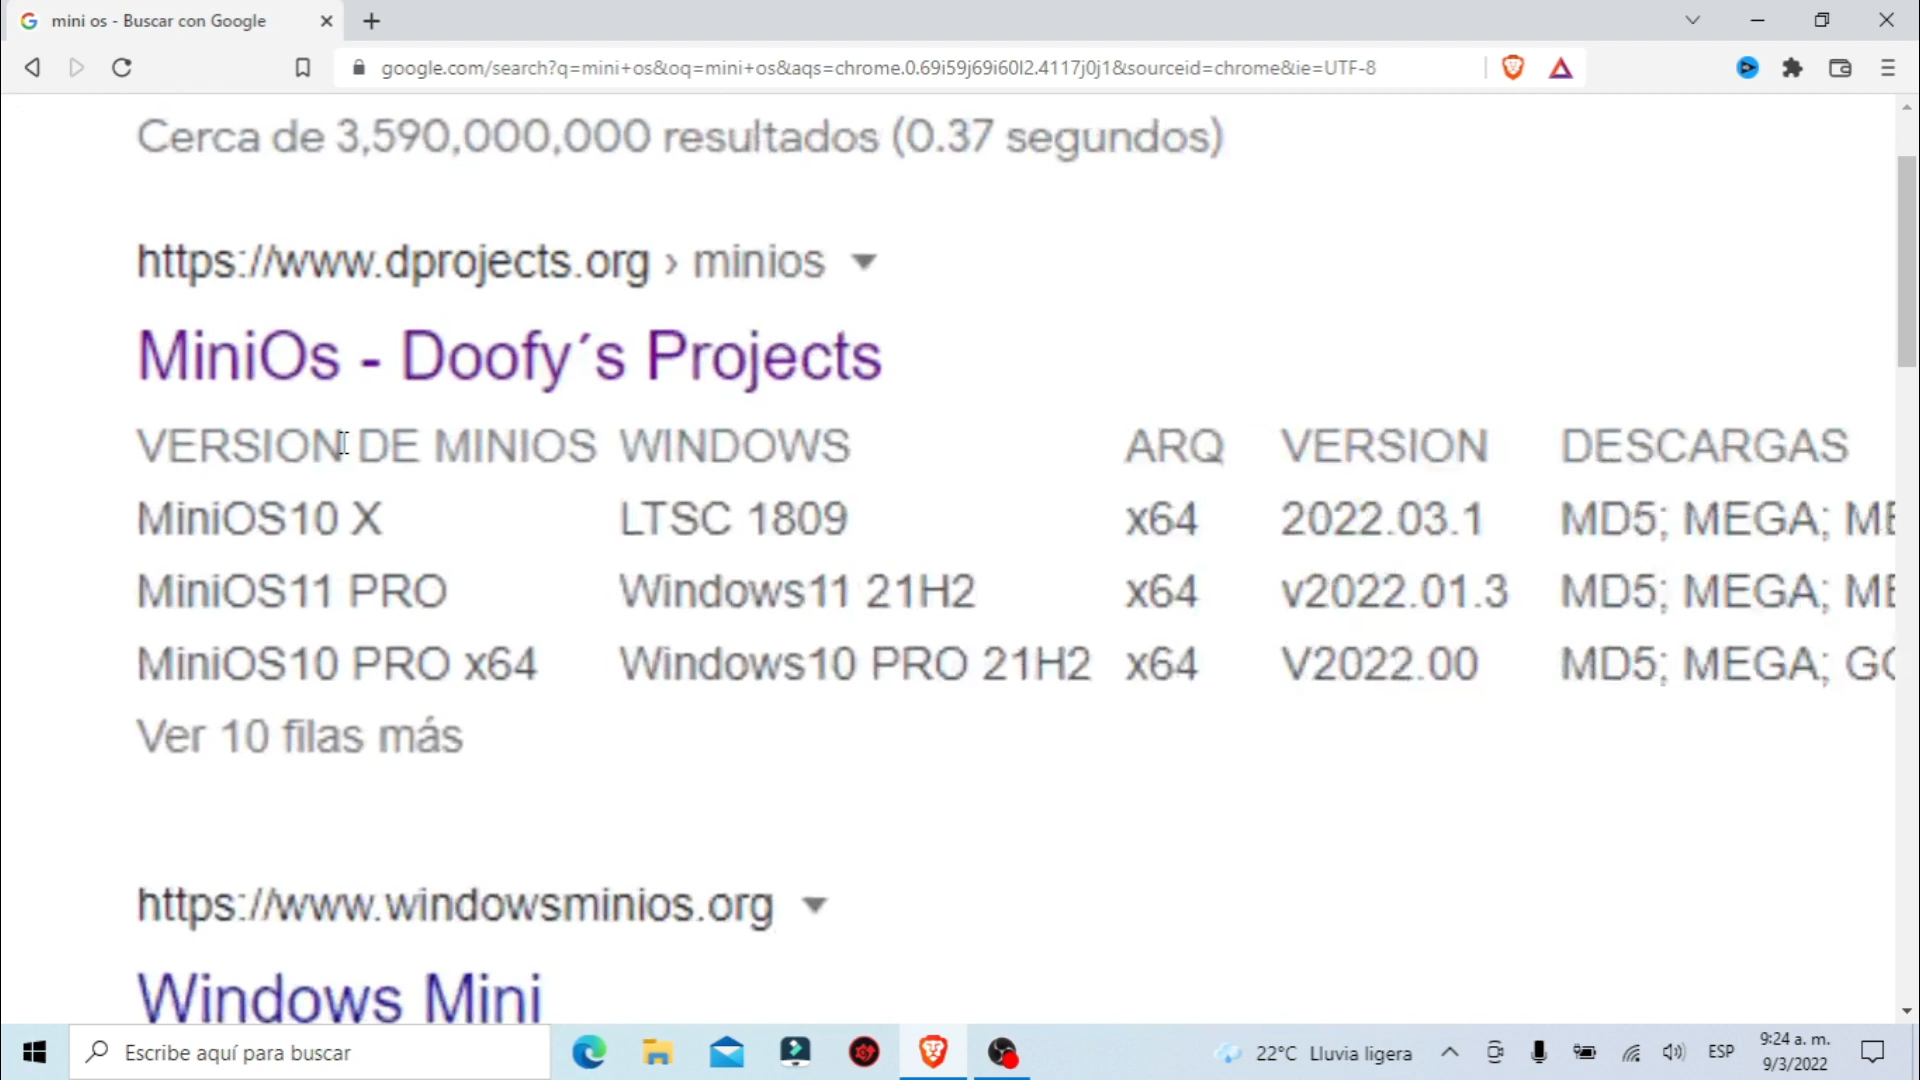 mini os - Buscar con Google
google.com/search?q=mini+os&oq=mini+os&aqs=chrome.0.69i59j69i60l2.4117j0j1&sourceid=chrome&ie=UTF-8
Cerca de 3,590,000,000 resultados (0.37 segundos)
https://www.dprojects.org › minios
MiniOs - Doofy´s Projects
VERSION DE MINIOS WINDOWS ARQ VERSION DESCARGAS
MiniOS10 X LTSC 1809 x64 2022.03.1 MD5; MEGA; ME
MiniOS11 PRO Windows11 21H2 x64 v2022.01.3 MD5; MEGA; ME
MiniOS10 PRO x64 Windows10 PRO 21H2 x64 V2022.00 MD5; MEGA; GO
Ver 10 filas más
https://www.windowsminios.org
Windows Mini
Escribe aquí para buscar
22°C Lluvia ligera
ESP
9:24 a. m.
9/3/2022